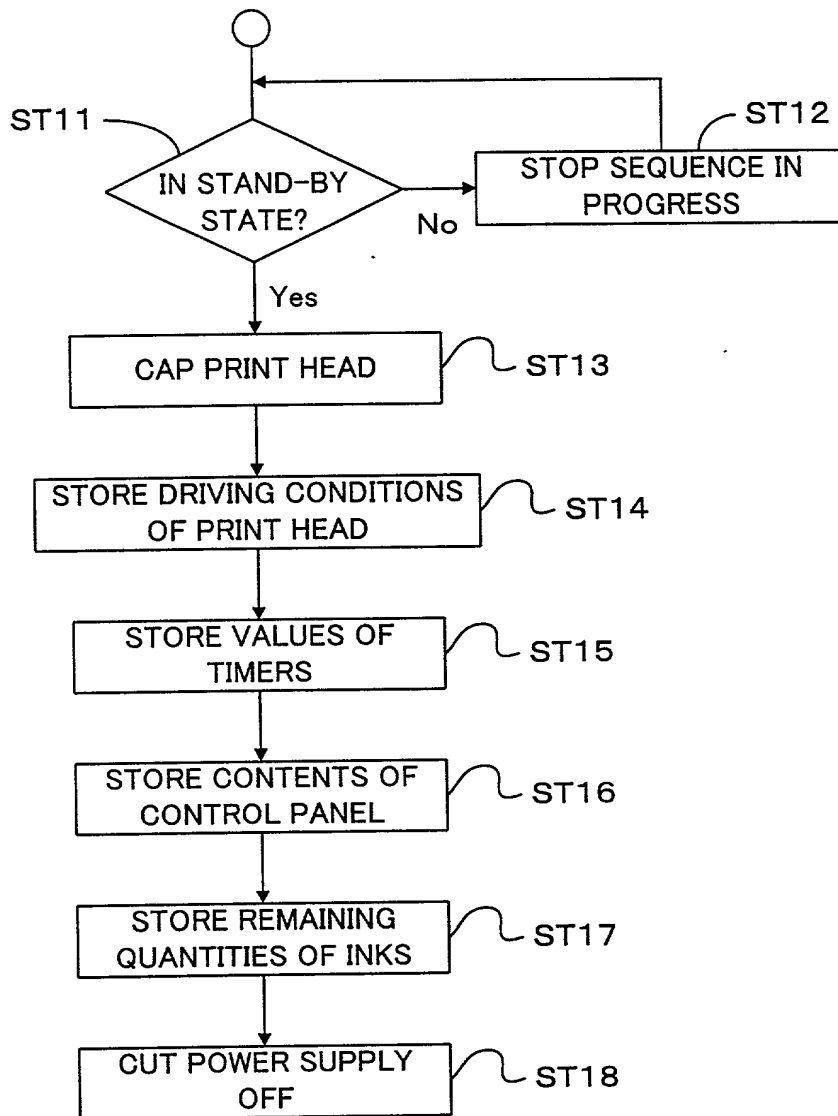 ST11
ST12
IN STAND-BY
STATE?
STOP SEQUENCE IN
PROGRESS
No
Yes
CAP PRINT HEAD
ST13
STORE DRIVING CONDITIONS
OF PRINT HEAD
ST14
STORE VALUES OF
TIMERS
ST15
STORE CONTENTS OF
CONTROL PANEL
ST16
STORE REMAINING
QUANTITIES OF INKS
ST17
CUT POWER SUPPLY
OFF
ST18